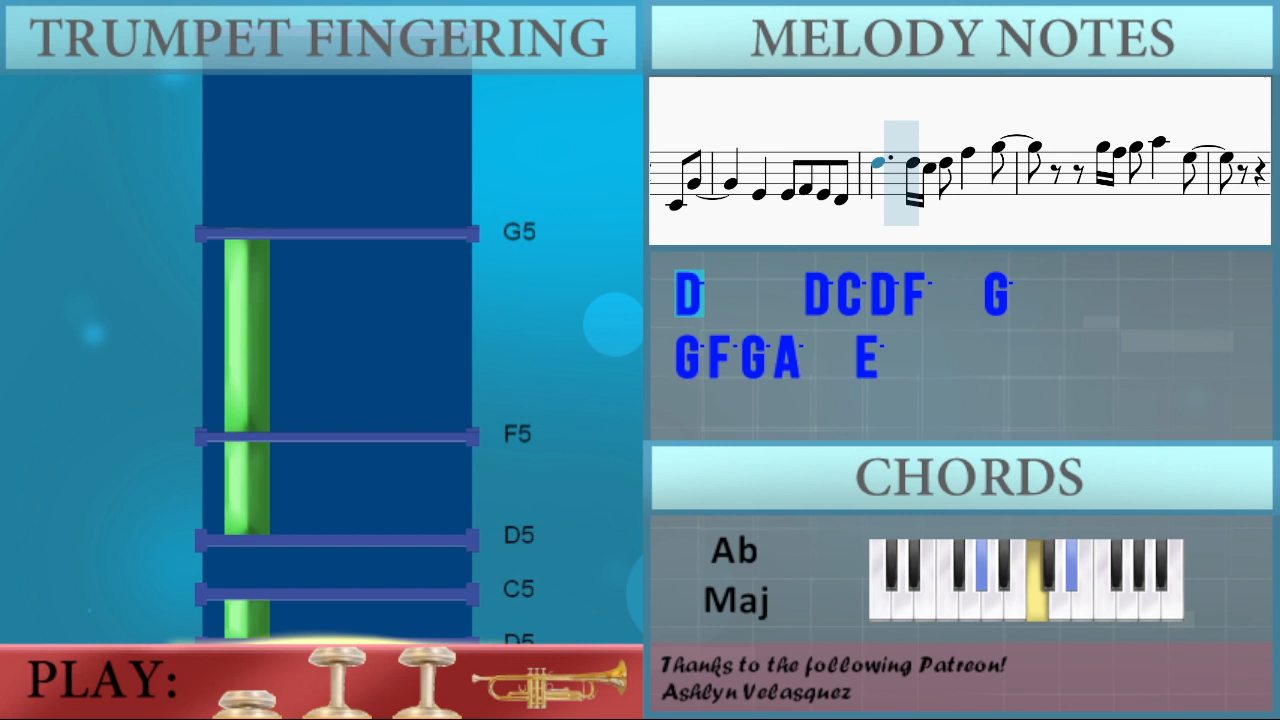 TRUMPET FINGERING
G5
F5
D5
C5
D5
PLAY:
MELODY NOTES
D DCDF G
GFGA E
CHORDS
Ab
Maj
Thanks to the following Patreon!
Ashlyn Velasquez